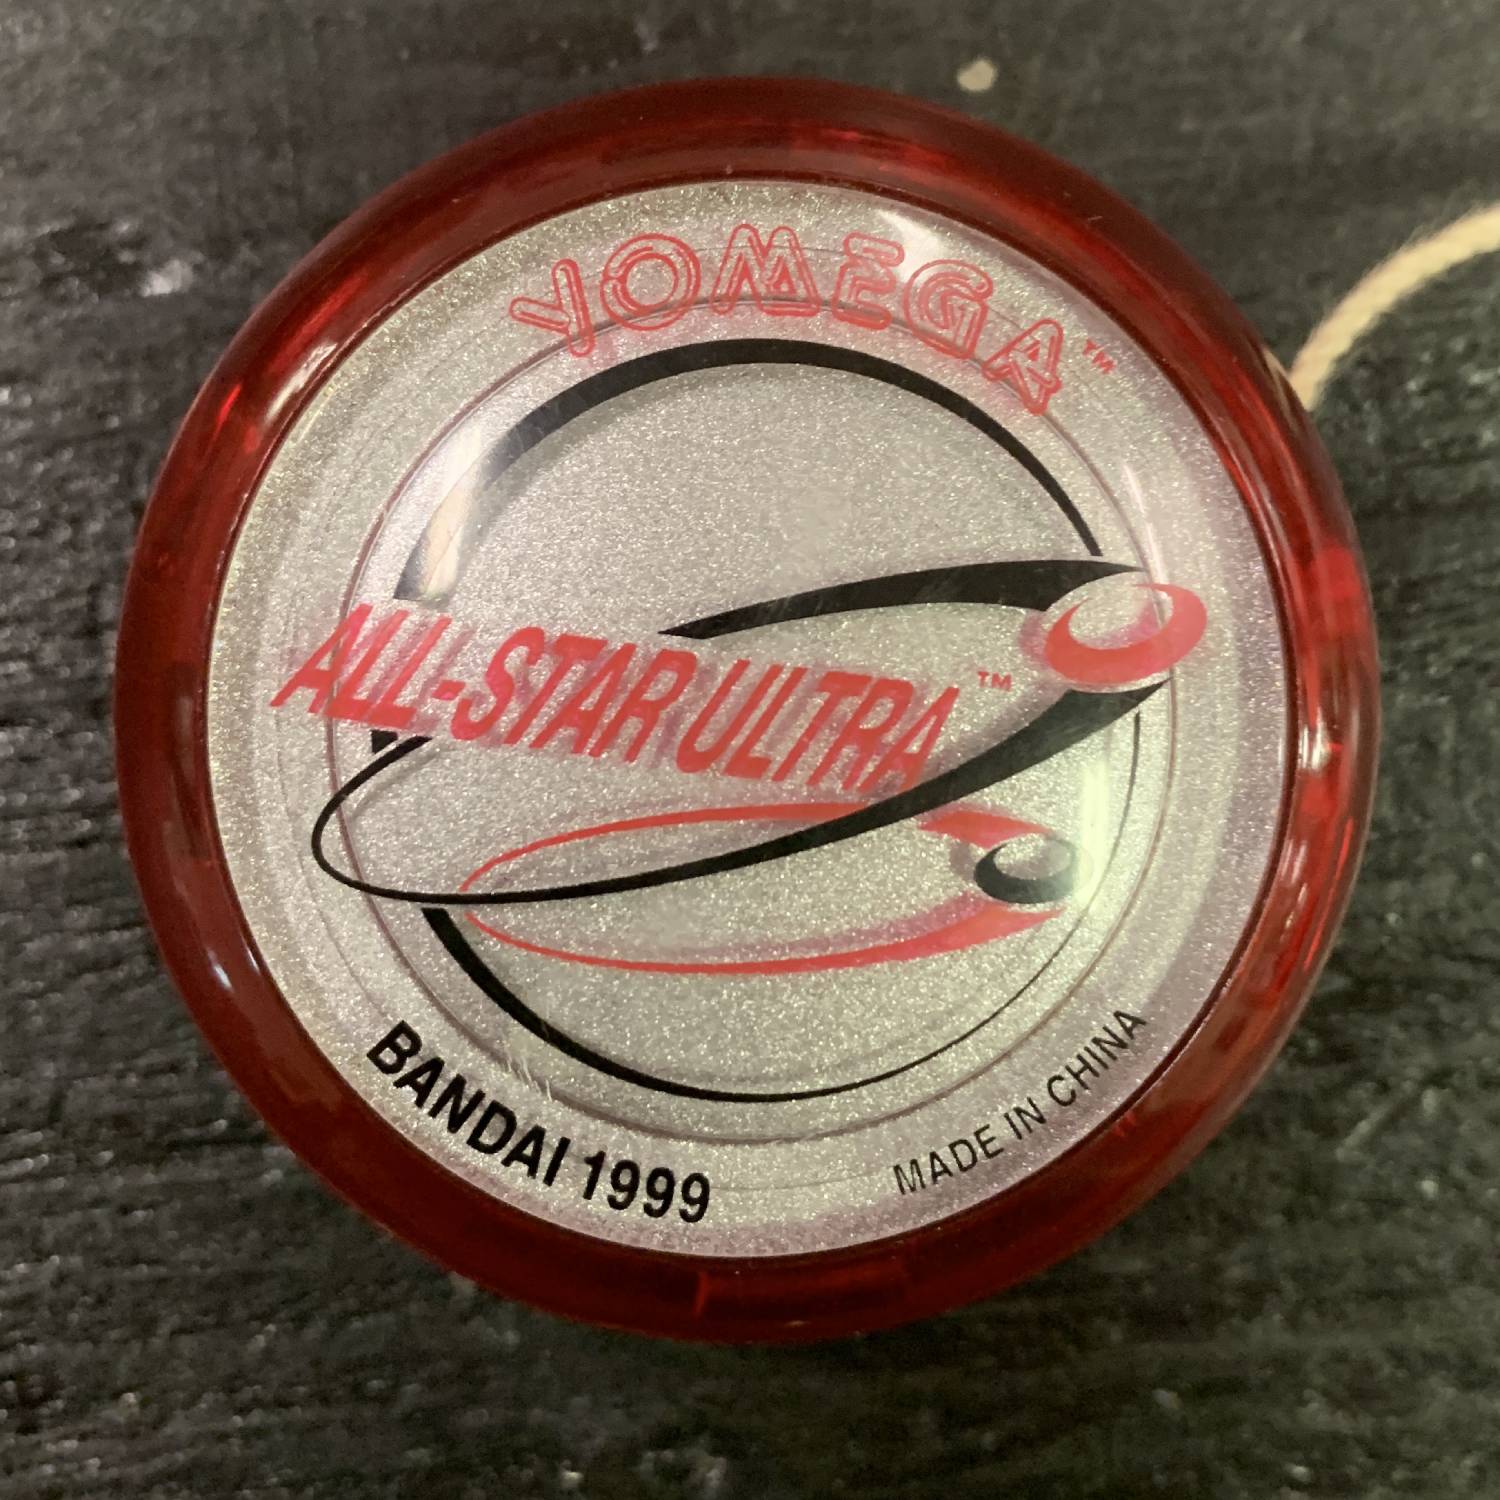 YOMEGA™
ALL-STAR ULTRA™
BANDAI 1999
MADE IN CHINA